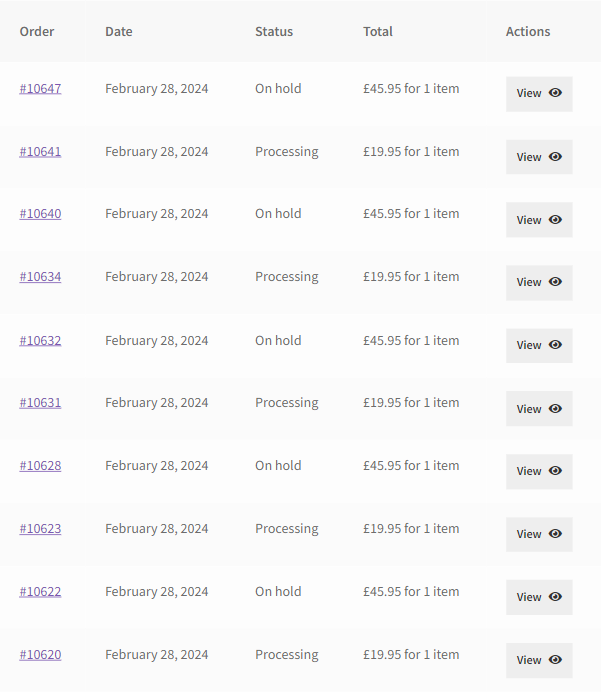 Order Date Status Total Actions
#10647 February 28, 2024 On hold £45.95 for 1 item View
#10641 February 28, 2024 Processing £19.95 for 1 item View
#10640 February 28, 2024 On hold £45.95 for 1 item View
#10634 February 28, 2024 Processing £19.95 for 1 item View
#10632 February 28, 2024 On hold £45.95 for 1 item View
#10631 February 28, 2024 Processing £19.95 for 1 item View
#10628 February 28, 2024 On hold £45.95 for 1 item View
#10623 February 28, 2024 Processing £19.95 for 1 item View
#10622 February 28, 2024 On hold £45.95 for 1 item View
#10620 February 28, 2024 Processing £19.95 for 1 item View